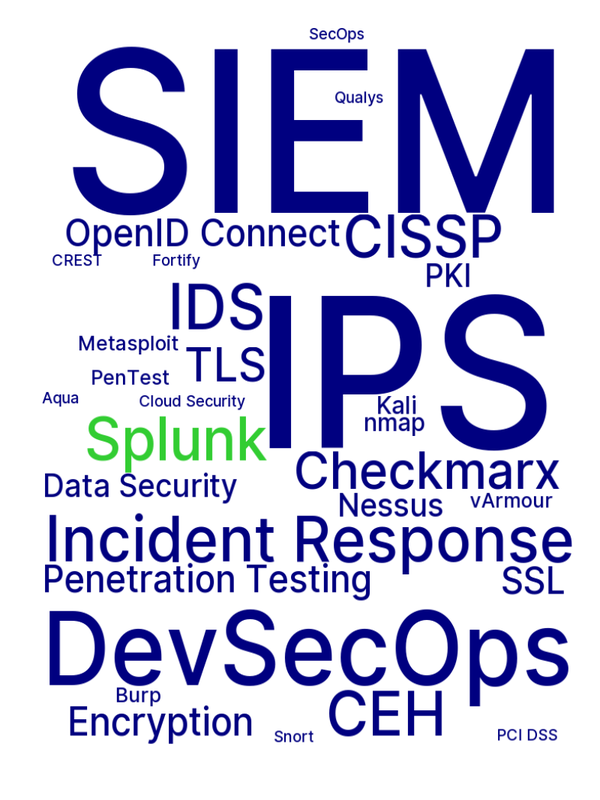 SecOps
SIEM
Qualys
OpenID Connect
CISSP
CREST
Fortify
PKI
IDS
IPS
Metasploit
TLS
PenTest
Aqua
Cloud Security
Kali
nmap
Splunk
Checkmarx
Data Security
Nessus
vArmour
Incident Response
Penetration Testing
SSL
DevSecOps
Burp
CEH
Encryption
Snort
PCI DSS